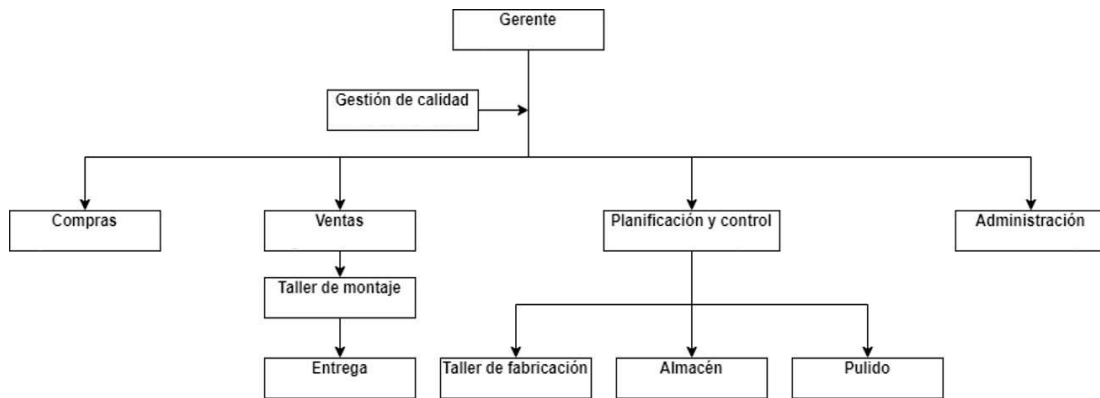 Gerente
Gestión de calidad
Compras
Ventas
Planificación y control
Administración
Taller de montaje
Entrega
Taller de fabricación
Almacén
Pulido